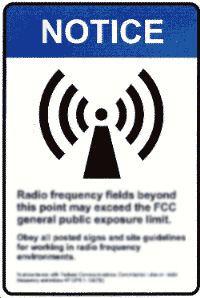 NOTICE
Radio frequency fields beyond
this point may exceed the FCC
general public exposure limit.
Obey all posted signs and site guidelines
for working in radio frequency
environments.